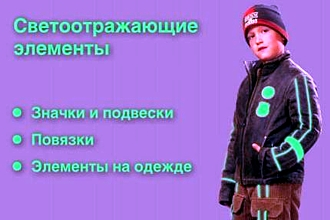 Светоотражающие
элементы
Значки и подвески
Повязки
Элементы на одежде